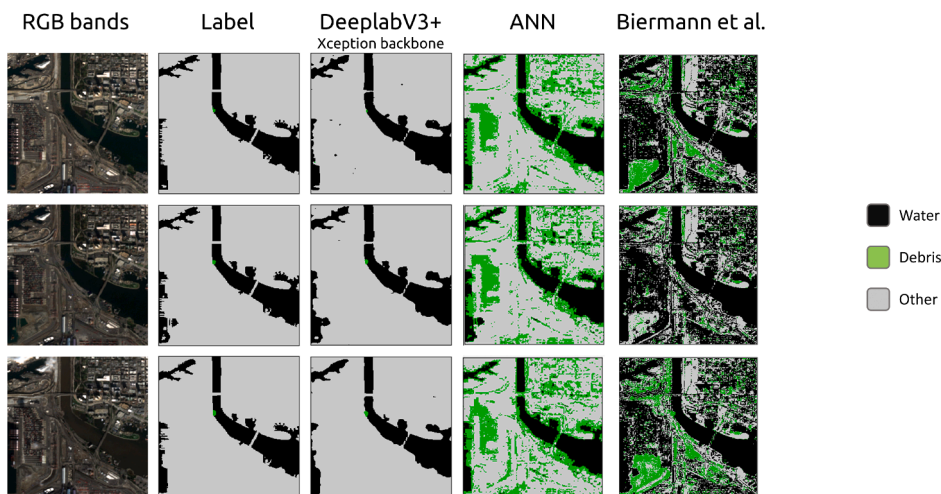 RGB bands
Label
DeeplabV3+
Xception backbone
ANN
Biermann et al.
Water
Debris
Other